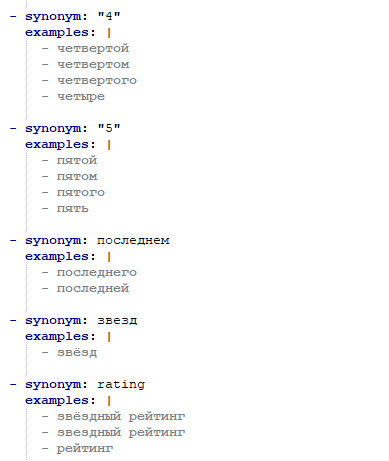 - synonym: "4"
examples: |
- четвертой
- четвертом
- четвертого
- четыре
- synonym: "5"
examples: |
- пятой
- пятом
- пятого
- пять
- synonym: последнем
examples: |
- последнего
- последней
- synonym: звезд
examples: |
- звёзд
- synonym: rating
examples: |
- звёздный рейтинг
- звездный рейтинг
- рейтинг